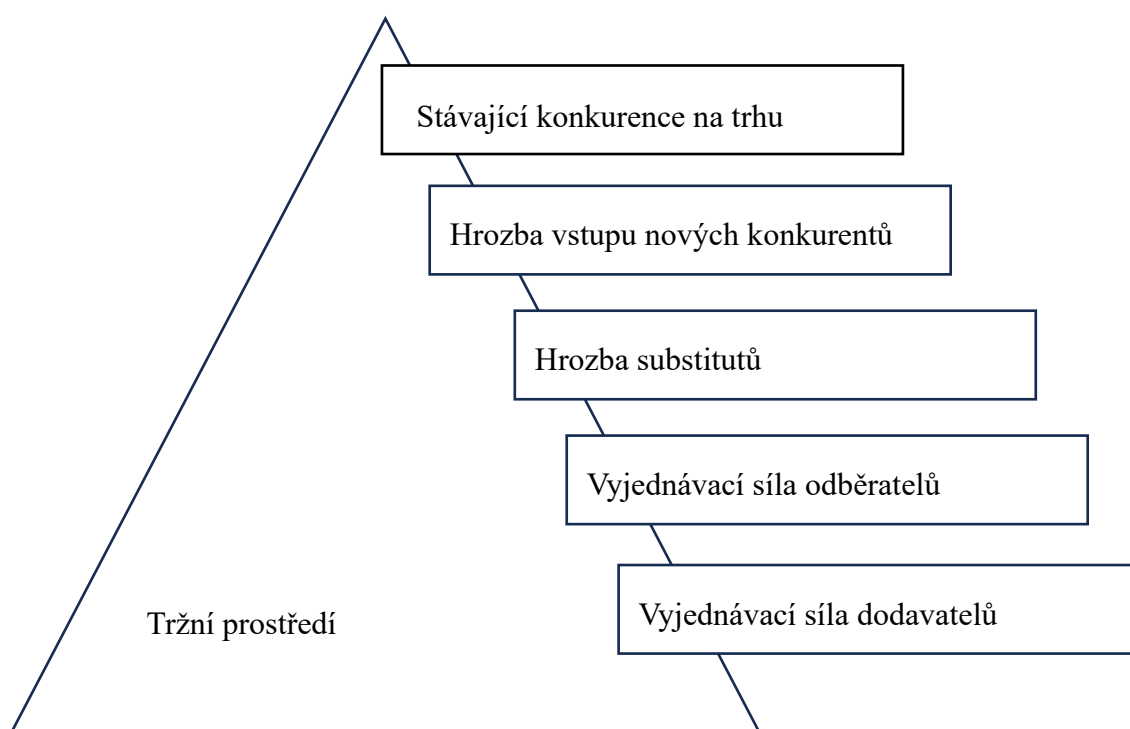 Stávající konkurence na trhu
Hrozba vstupu nových konkurentů
Hrozba substitutů
Vyjednávací síla odběratelů
Vyjednávací síla dodavatelů
Tržní prostředí